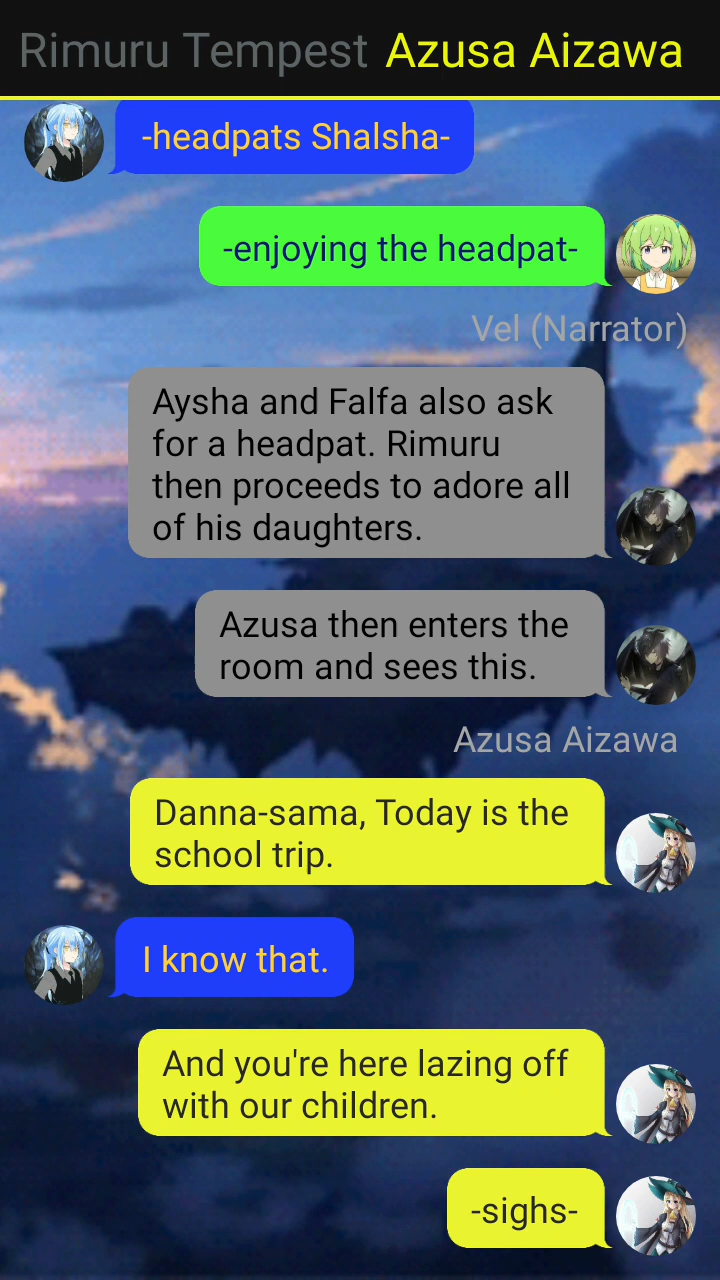 Rimuru Tempest Azusa Aizawa
-headpats Shalsha-
-enjoying the headpat-
Vel (Narrator)
Aysha and Falfa also ask
for a headpat. Rimuru
then proceeds to adore all
of his daughters.
Azusa then enters the
room and sees this.
Azusa Aizawa
Danna-sama, Today is the
school trip.
I know that.
And you're here lazing off
with our children.
-sighs-